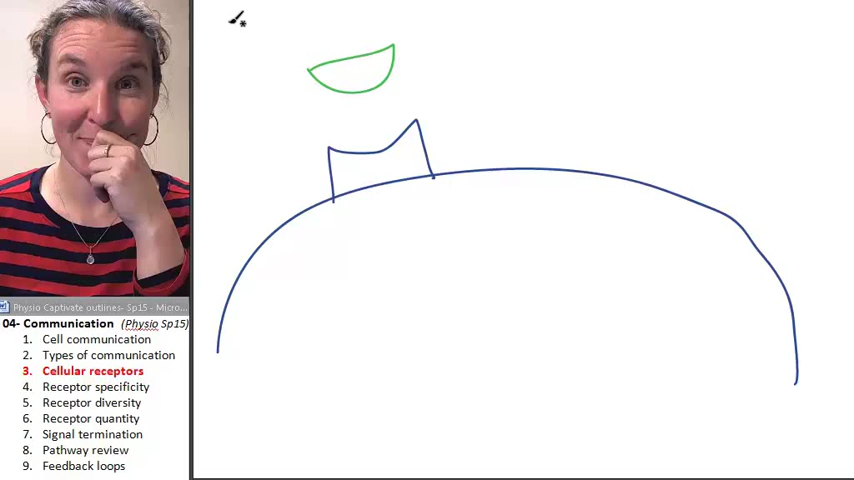 Physio Captivate outlines- Sp15 - Micro...
04- Communication (Physio Sp15)
1. Cell communication
2. Types of communication
3. Cellular receptors
4. Receptor specificity
5. Receptor diversity
6. Receptor quantity
7. Signal termination
8. Pathway review
9. Feedback loops